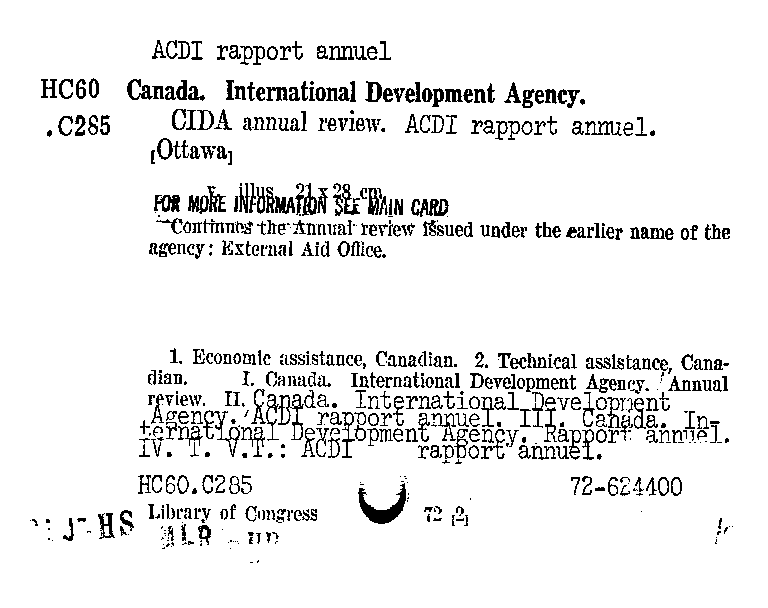 ACDI rapport annuel
HC60 Canada. International Development Agency.
.C285 CIDA annual review. ACDI rapport annuel.
[Ottawa]
v. illus. 21 x 28 cm.
FOR MORE INFORMATION SEE MAIN CARD
Continues the Annual review issued under the earlier name of the
agency: External Aid Office.
1. Economic assistance, Canadian. 2. Technical assistance, Cana-
dian. I. Canada. International Development Agency. Annual
review. II. Canada. International Development
Agency. ACDI rapport annuel. III. Canada. In-
ternational Development Agency. Rapport annuel.
IV. T. V.T.: ACDI rapport annuel.
HC60.C285 72-624400
Library of Congress 72 [2]